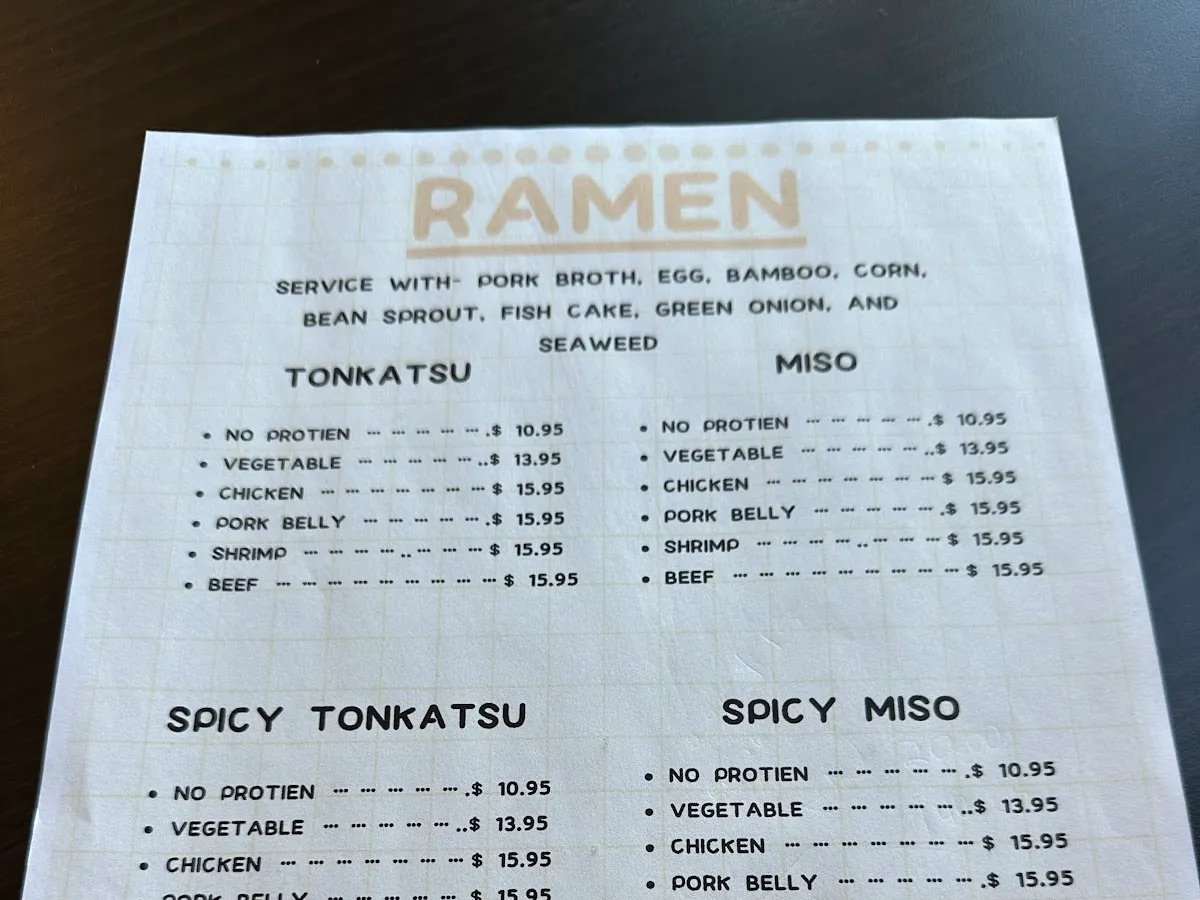 RAMEN
SERVICE WITH- PORK BROTH, EGG, BAMBOO, CORN,
BEAN SPROUT, FISH CAKE, GREEN ONION, AND
SEAWEED
TONKATSU
• NO PROTIEN ... ... ... ... ... .$ 10.95
• VEGETABLE ... ... ... ... ... ..$ 13.95
• CHICKEN ... ... ... ... ... ... ... $ 15.95
• PORK BELLY ... ... ... ... ... .$ 15.95
• SHRIMP ... ... ... ... .. ... ... ... $ 15.95
• BEEF ... ... ... ... ... ... ... ... ... $ 15.95
MISO
• NO PROTIEN ... ... ... ... ... .$ 10.95
• VEGETABLE ... ... ... ... ... ..$ 13.95
• CHICKEN ... ... ... ... ... ... ... $ 15.95
• PORK BELLY ... ... ... ... ... .$ 15.95
• SHRIMP ... ... ... ... .. ... ... ... $ 15.95
• BEEF ... ... ... ... ... ... ... ... ... $ 15.95
SPICY TONKATSU
• NO PROTIEN ... ... ... ... ... .$ 10.95
• VEGETABLE ... ... ... ... ... ..$ 13.95
• CHICKEN ... ... ... ... ... ... ... $ 15.95
PORK BELLY ... ... ... ... ... $ 15.95
SPICY MISO
• NO PROTIEN ... ... ... ... ... .$ 10.95
• VEGETABLE ... ... ... ... ... ..$ 13.95
• CHICKEN ... ... ... ... ... ... ... $ 15.95
• PORK BELLY ... ... ... ... ... .$ 15.95